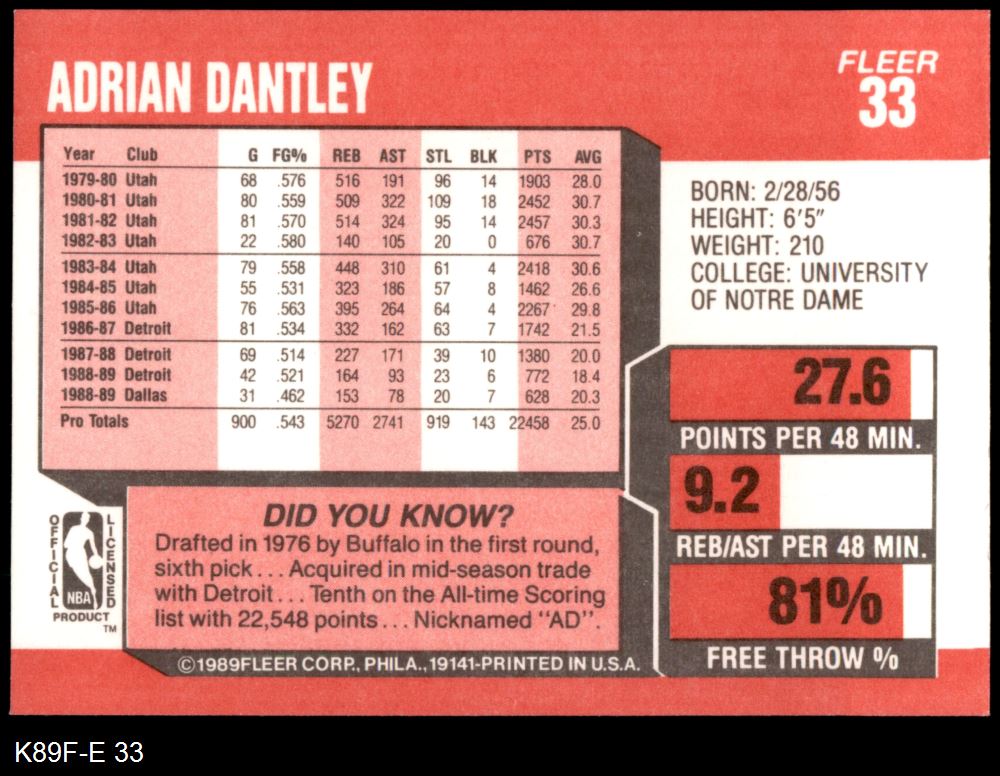 ADRIAN DANTLEY
FLEER
33
Year Club G FG% REB AST STL BLK PTS AVG
1979-80 Utah 68 .576 516 191 96 14 1903 28.0
1980-81 Utah 80 .559 509 322 109 18 2452 30.7
1981-82 Utah 81 .570 514 324 95 14 2457 30.3
1982-83 Utah 22 .580 140 105 20 0 676 30.7
1983-84 Utah 79 .558 448 310 61 4 2418 30.6
1984-85 Utah 55 .531 323 186 57 8 1462 26.6
1985-86 Utah 76 .563 395 264 64 4 2267 29.8
1986-87 Detroit 81 .534 332 162 63 7 1742 21.5
1987-88 Detroit 69 .514 227 171 39 10 1380 20.0
1988-89 Detroit 42 .521 164 93 23 6 772 18.4
1988-89 Dallas 31 .462 153 78 20 7 628 20.3
Pro Totals 900 .543 5270 2741 919 143 22458 25.0
BORN: 2/28/56
HEIGHT: 6'5"
WEIGHT: 210
COLLEGE: UNIVERSITY
OF NOTRE DAME
27.6
POINTS PER 48 MIN.
9.2
REB/AST PER 48 MIN.
81%
FREE THROW %
OFFICIAL
LICENSED
NBA
PRODUCT
TM
DID YOU KNOW?
Drafted in 1976 by Buffalo in the first round,
sixth pick... Acquired in mid-season trade
with Detroit... Tenth on the All-time Scoring
list with 22,548 points... Nicknamed "AD".
©1989FLEER CORP., PHILA., 19141-PRINTED IN U.S.A.
K89F-E 33